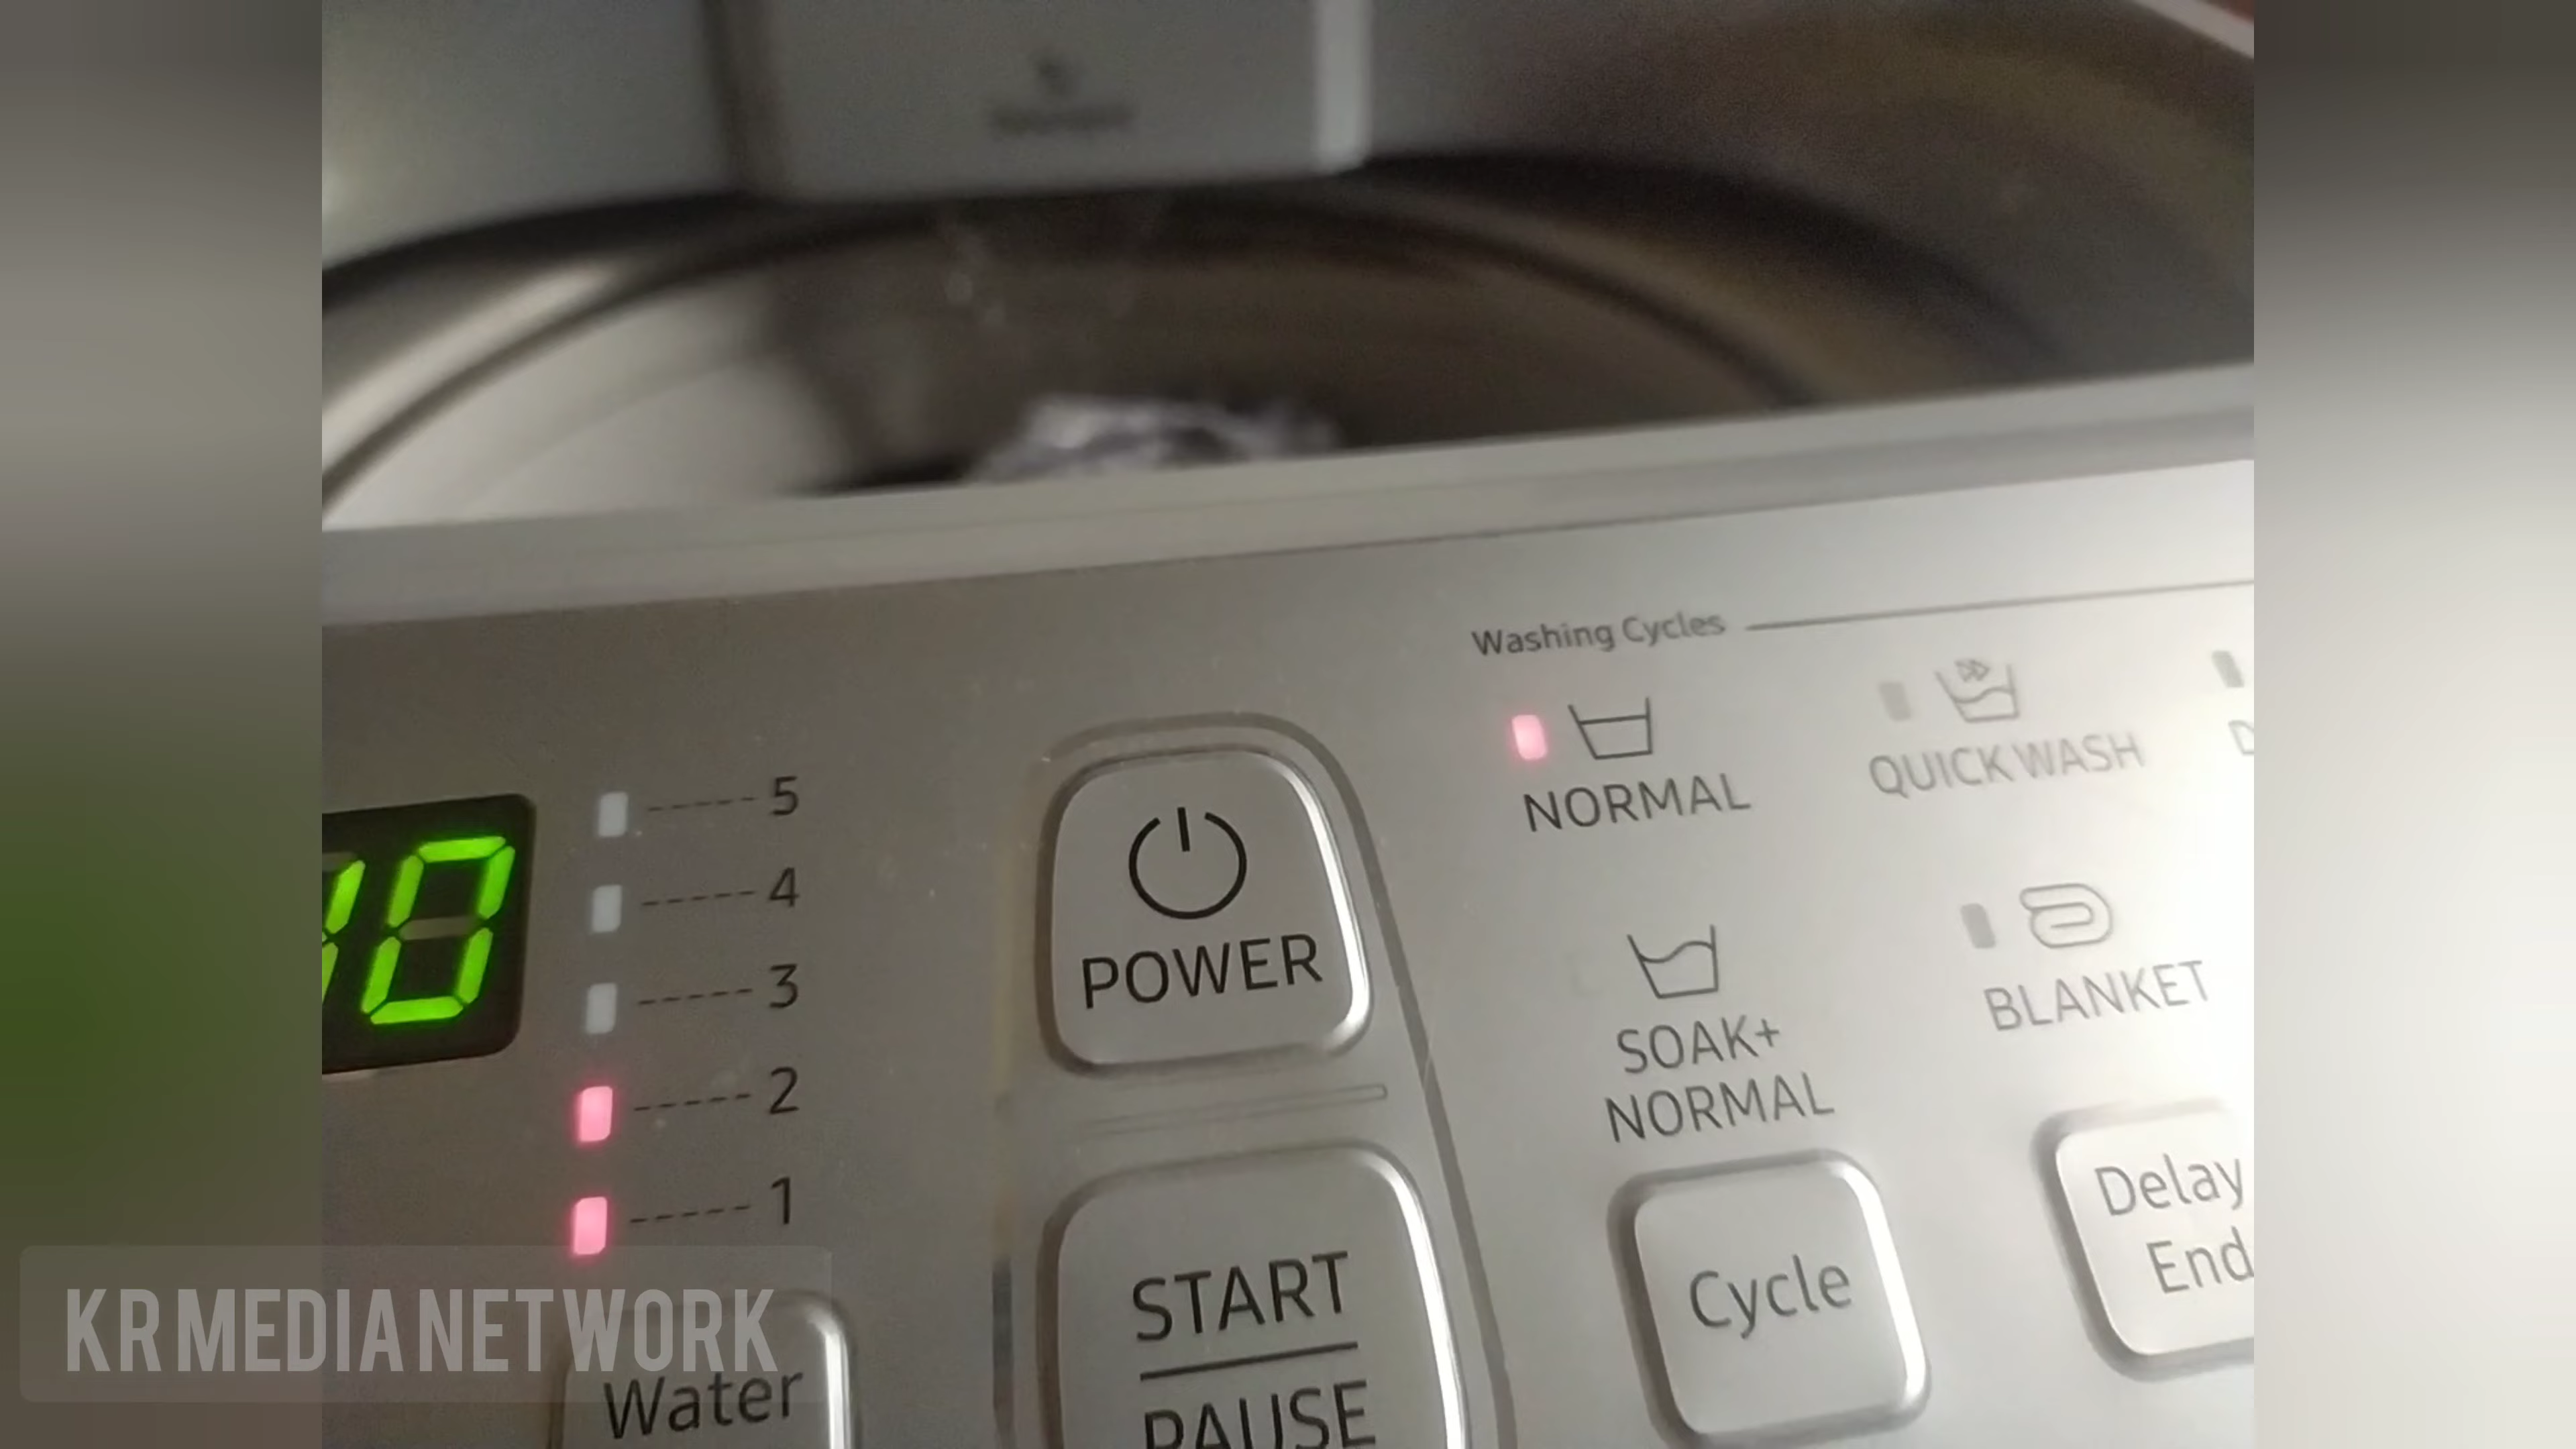 Washing Cycles
NORMAL
QUICK WASH
5
4
3
2
1
0
POWER
SOAK+
NORMAL
BLANKET
Delay
End
Cycle
START
PAUSE
Water
KR MEDIA NETWORK